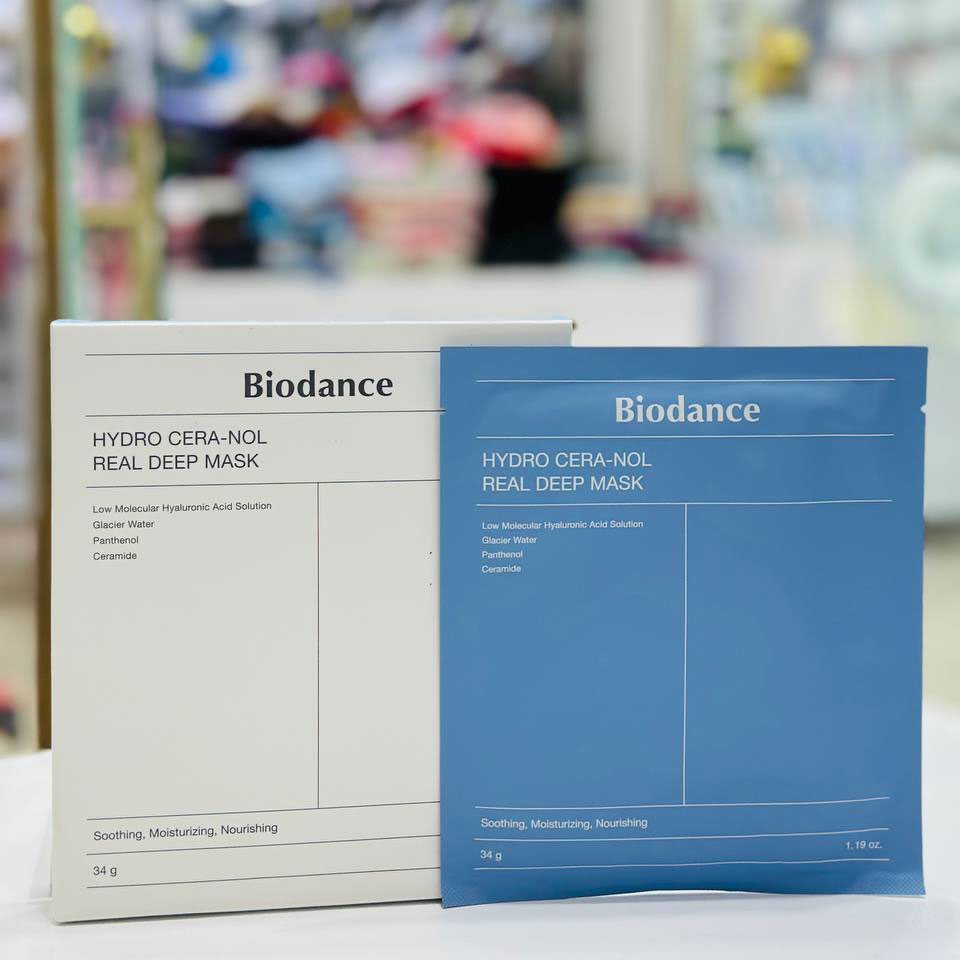 Biodance
HYDRO CERA-NOL
REAL DEEP MASK
Low Molecular Hyaluronic Acid Solution
Glacier Water
Panthenol
Ceramide
Soothing, Moisturizing, Nourishing
34 g
Biodance
HYDRO CERA-NOL
REAL DEEP MASK
Low Molecular Hyaluronic Acid Solution
Glacier Water
Panthenol
Ceramide
Soothing, Moisturizing, Nourishing
34 g 1.19 oz.